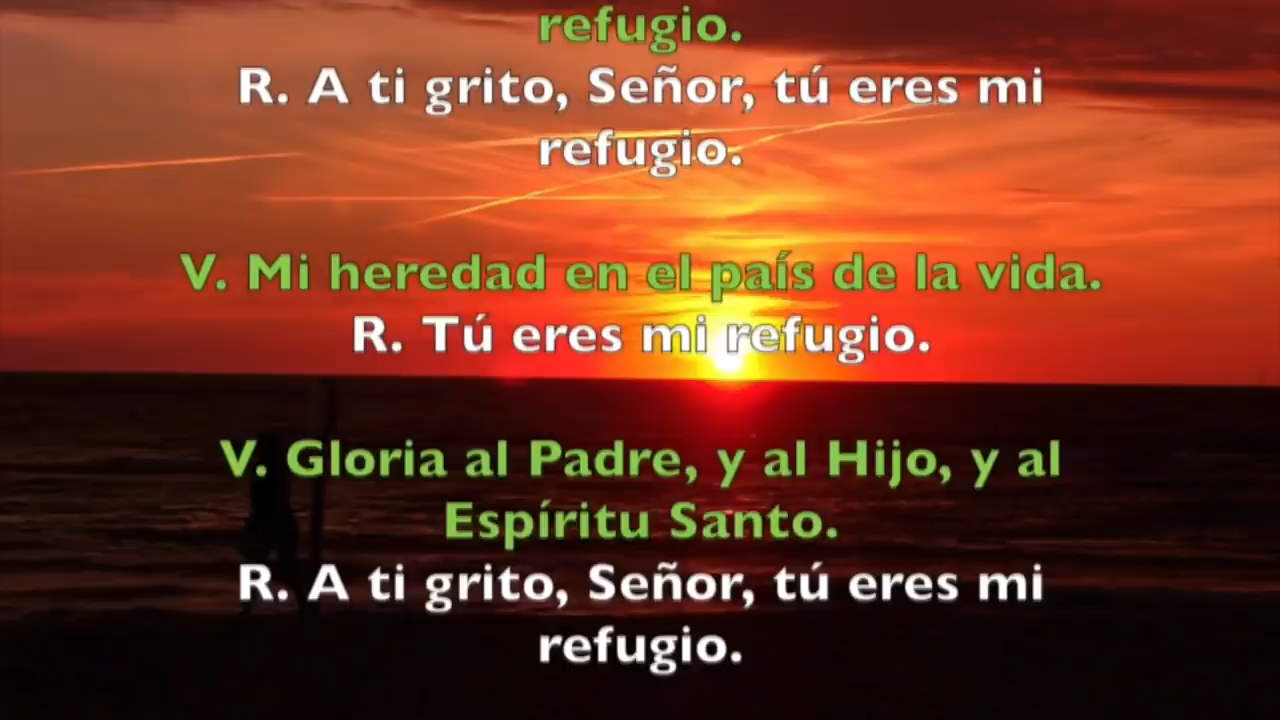 refugio.
R. A ti grito, Señor, tú eres mi
refugio.
V. Mi heredad en el país de la vida.
R. Tú eres mi refugio.
V. Gloria al Padre, y al Hijo, y al
Espíritu Santo.
R. A ti grito, Señor, tú eres mi
refugio.